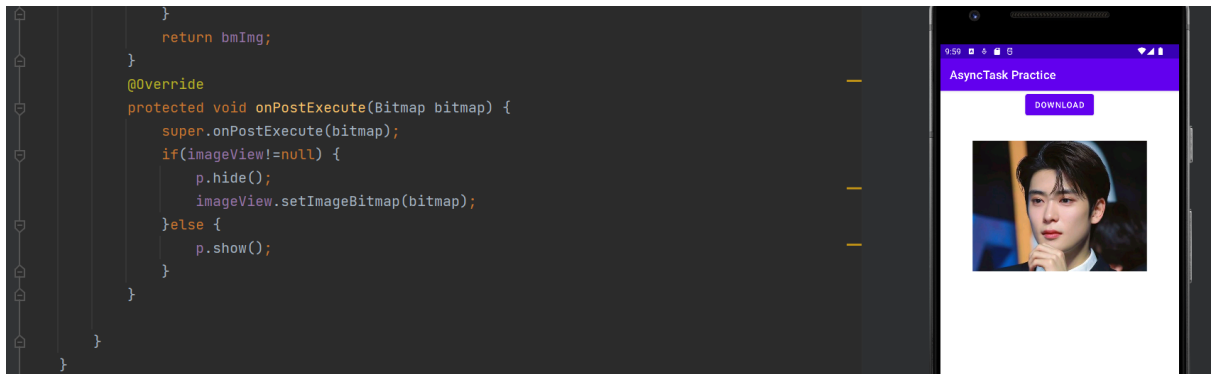 }
return bmImg;
}
@Override
protected void onPostExecute(Bitmap bitmap) {
super.onPostExecute(bitmap);
if(imageView!=null) {
p.hide();
imageView.setImageBitmap(bitmap);
}else {
p.show();
}
}
}
}
9:59
AsyncTask Practice
DOWNLOAD